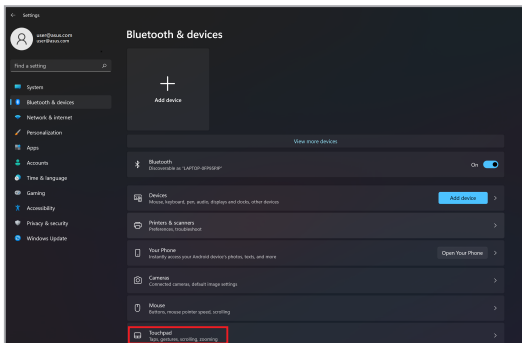 Settings
user@asus.com
user@asus.com
Find a setting
System
Bluetooth & devices
Network & internet
Personalization
Apps
Accounts
Time & language
Gaming
Accessibility
Privacy & security
Windows Update
Bluetooth & devices
Add device
View more devices
Bluetooth
Discoverable as "LAPTOP-8FPNSRIP"
On
Devices
Mouse, keyboard, pen, audio, displays and docks, other devices
Add device
Printers & scanners
Preferences, troubleshoot
Your Phone
Instantly access your Android device's photos, texts, and more
Open Your Phone
Cameras
Connected cameras, default image settings
Mouse
Buttons, mouse pointer speed, scrolling
Touchpad
Taps, gestures, scrolling, zooming